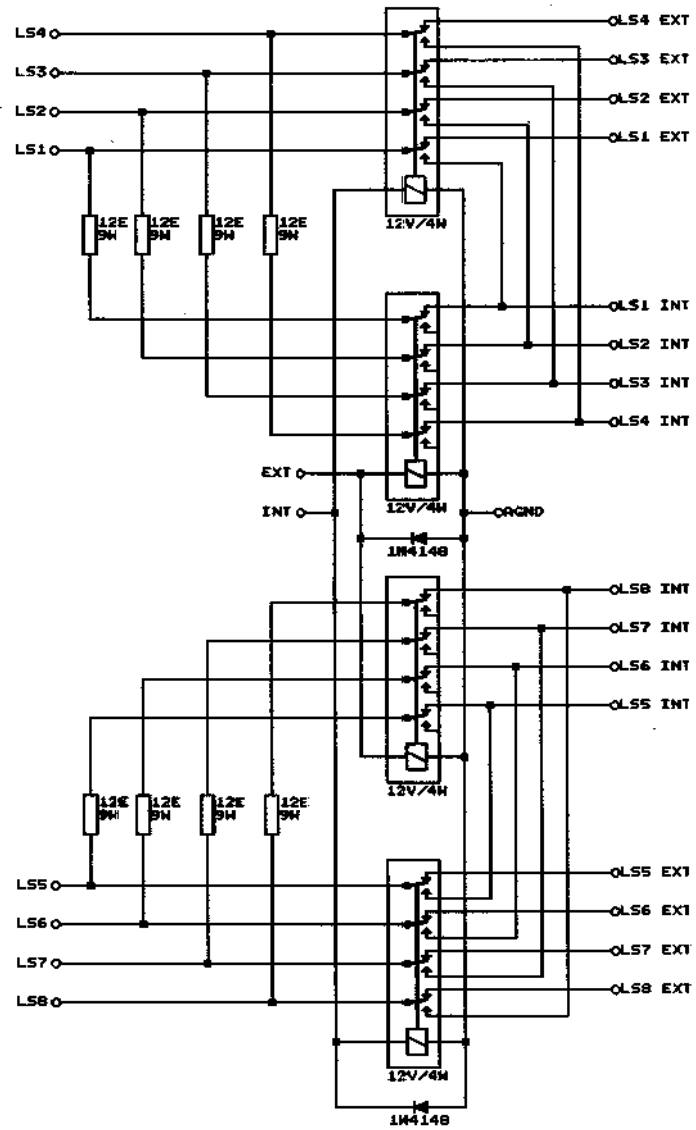 LS4 LS4 EXT
LS3 LS3 EXT
LS2 LS2 EXT
LS1 LS1 EXT
12E 12E 12E 12E
9W 9W 9W 9W
12V/4W
LS1 INT
LS2 INT
LS3 INT
LS4 INT
EXT
INT 12V/4W AGND
1N4148
LS8 INT
LS7 INT
LS6 INT
LS5 INT
12V/4W
12E 12E 12E 12E
9W 9W 9W 9W
LS5 LS5 EXT
LS6 LS6 EXT
LS7 LS7 EXT
LS8 LS8 EXT
12V/4W
1N4148